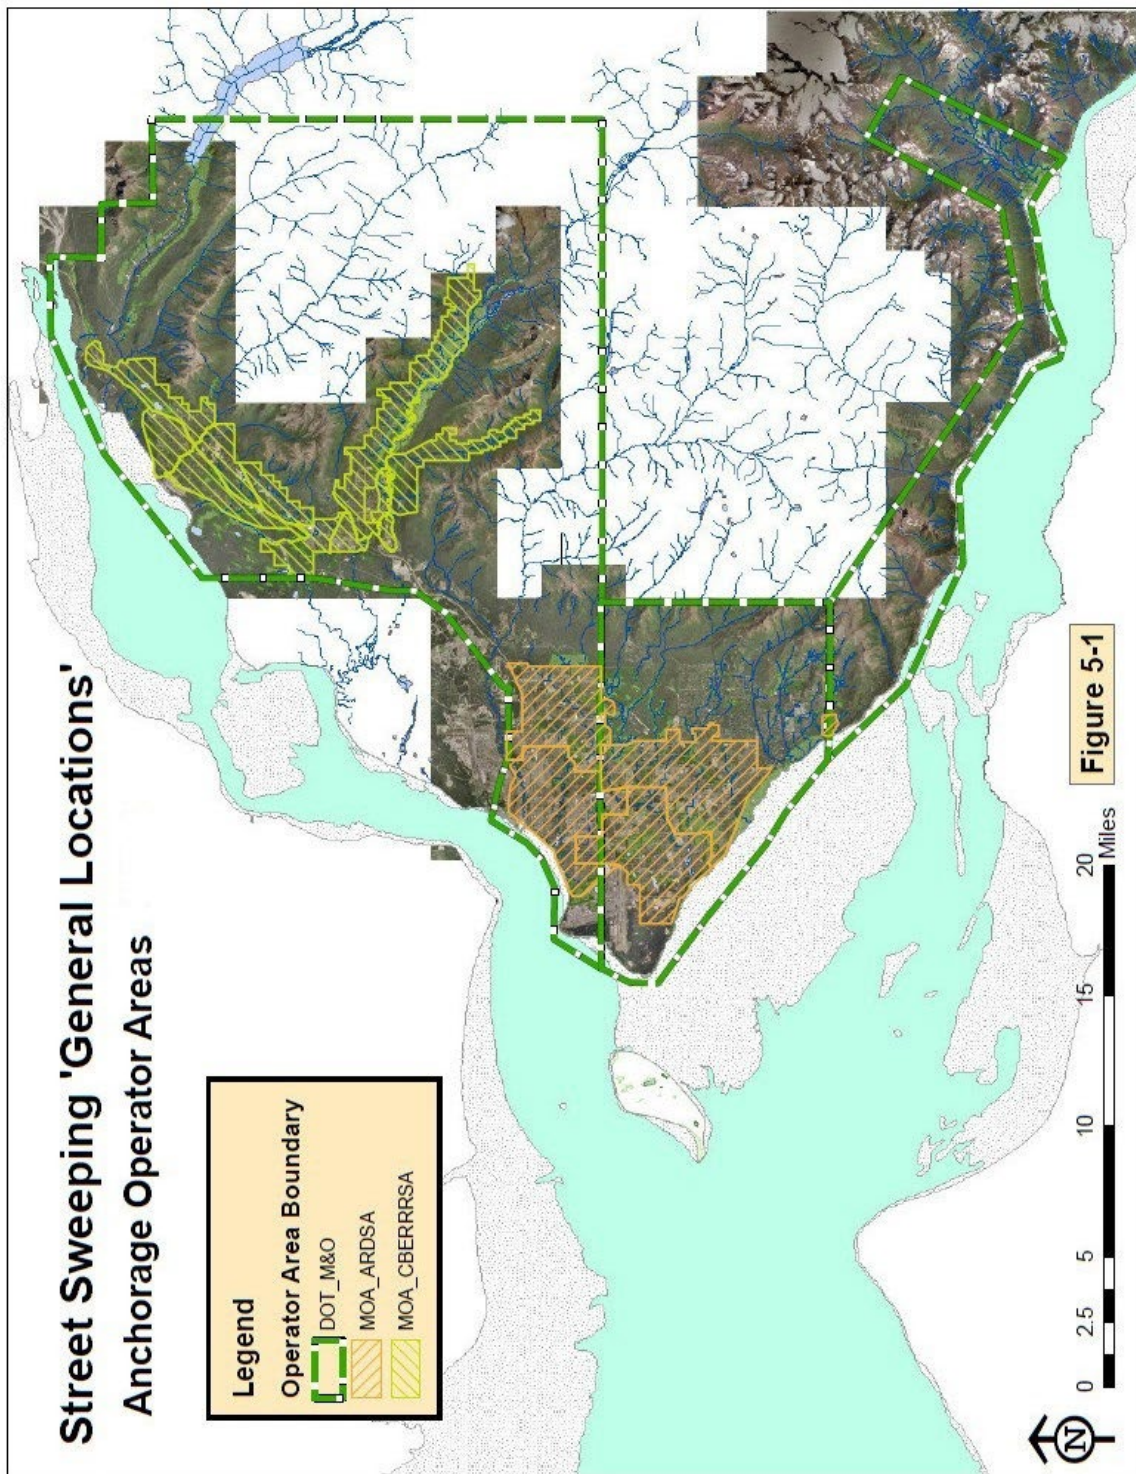 Street Sweeping 'General Locations'
Anchorage Operator Areas
Legend
Operator Area Boundary
DOT_M&O
MOA_ARDSA
MOA_CBERRRSA
N
0 2.5 5 10 15 20
Miles
Figure 5-1